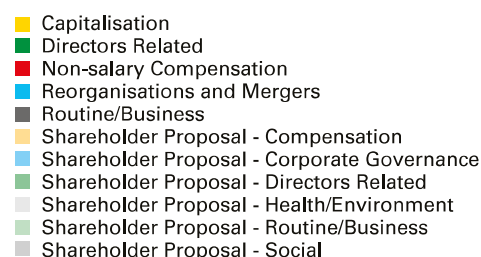 Capitalisation
Directors Related
Non-salary Compensation
Reorganisations and Mergers
Routine/Business
Shareholder Proposal - Compensation
Shareholder Proposal - Corporate Governance
Shareholder Proposal - Directors Related
Shareholder Proposal - Health/Environment
Shareholder Proposal - Routine/Business
Shareholder Proposal - Social